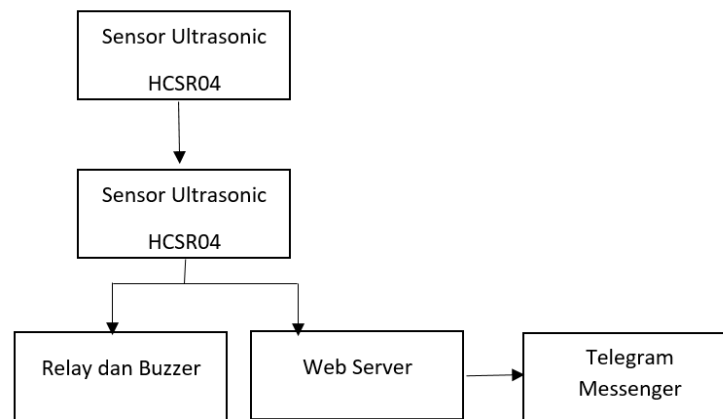 Sensor Ultrasonic
HCSR04
Sensor Ultrasonic
HCSR04
Relay dan Buzzer
Web Server
Telegram
Messenger